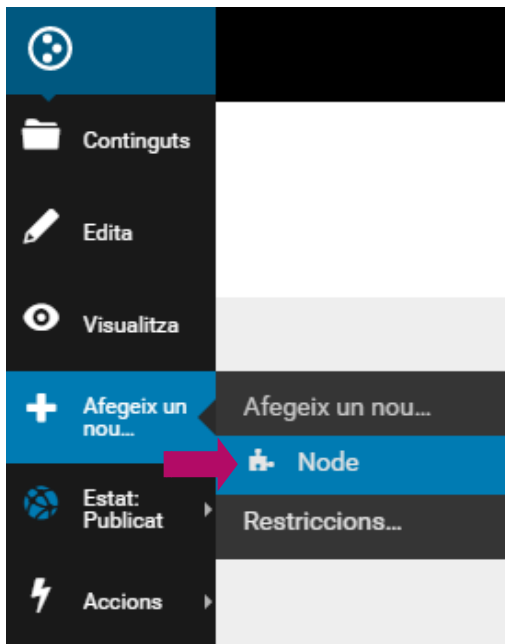 Continguts
Edita
Visualitza
Afegeix un
nou...
Afegeix un nou...
Node
Restriccions...
Estat:
Publicat
Accions